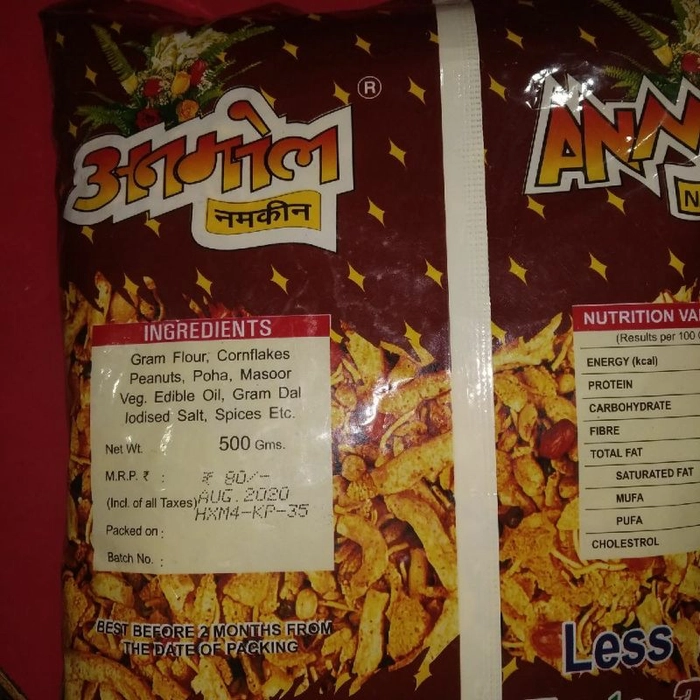 अनमोल ®
नमकीन
INGREDIENTS
Gram Flour, Cornflakes
Peanuts, Poha, Masoor
Veg. Edible Oil, Gram Dal
Iodised Salt, Spices Etc.
Net Wt. : 500 Gms.
M.R.P. ₹ : ₹ 80/-
(Incl. of all Taxes) AUG.2020
HXM4-KP-35
Packed on :
Batch No. :
BEST BEFORE 2 MONTHS FROM
THE DATE OF PACKING
NUTRITION
(Results per 100
ENERGY (kcal)
PROTEIN
CARBOHYDRATE
FIBRE
TOTAL FAT
SATURATED FAT
MUFA
PUFA
CHOLESTROL
Less